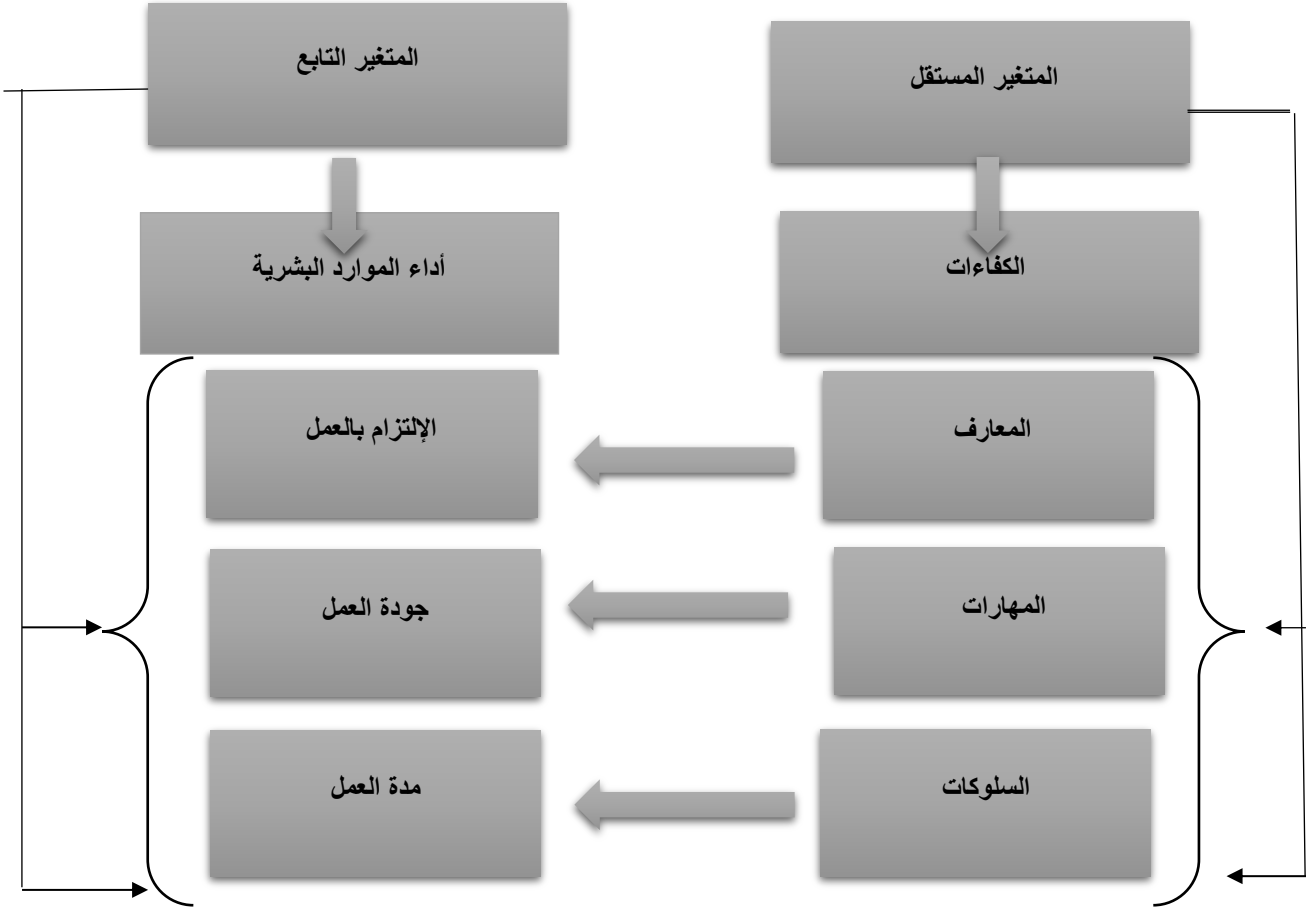 المتغير المستقل
المتغير التابع
الكفاءات
أداء الموارد البشرية
المعارف
الإلتزام بالعمل
المهارات
جودة العمل
السلوكات
مدة العمل